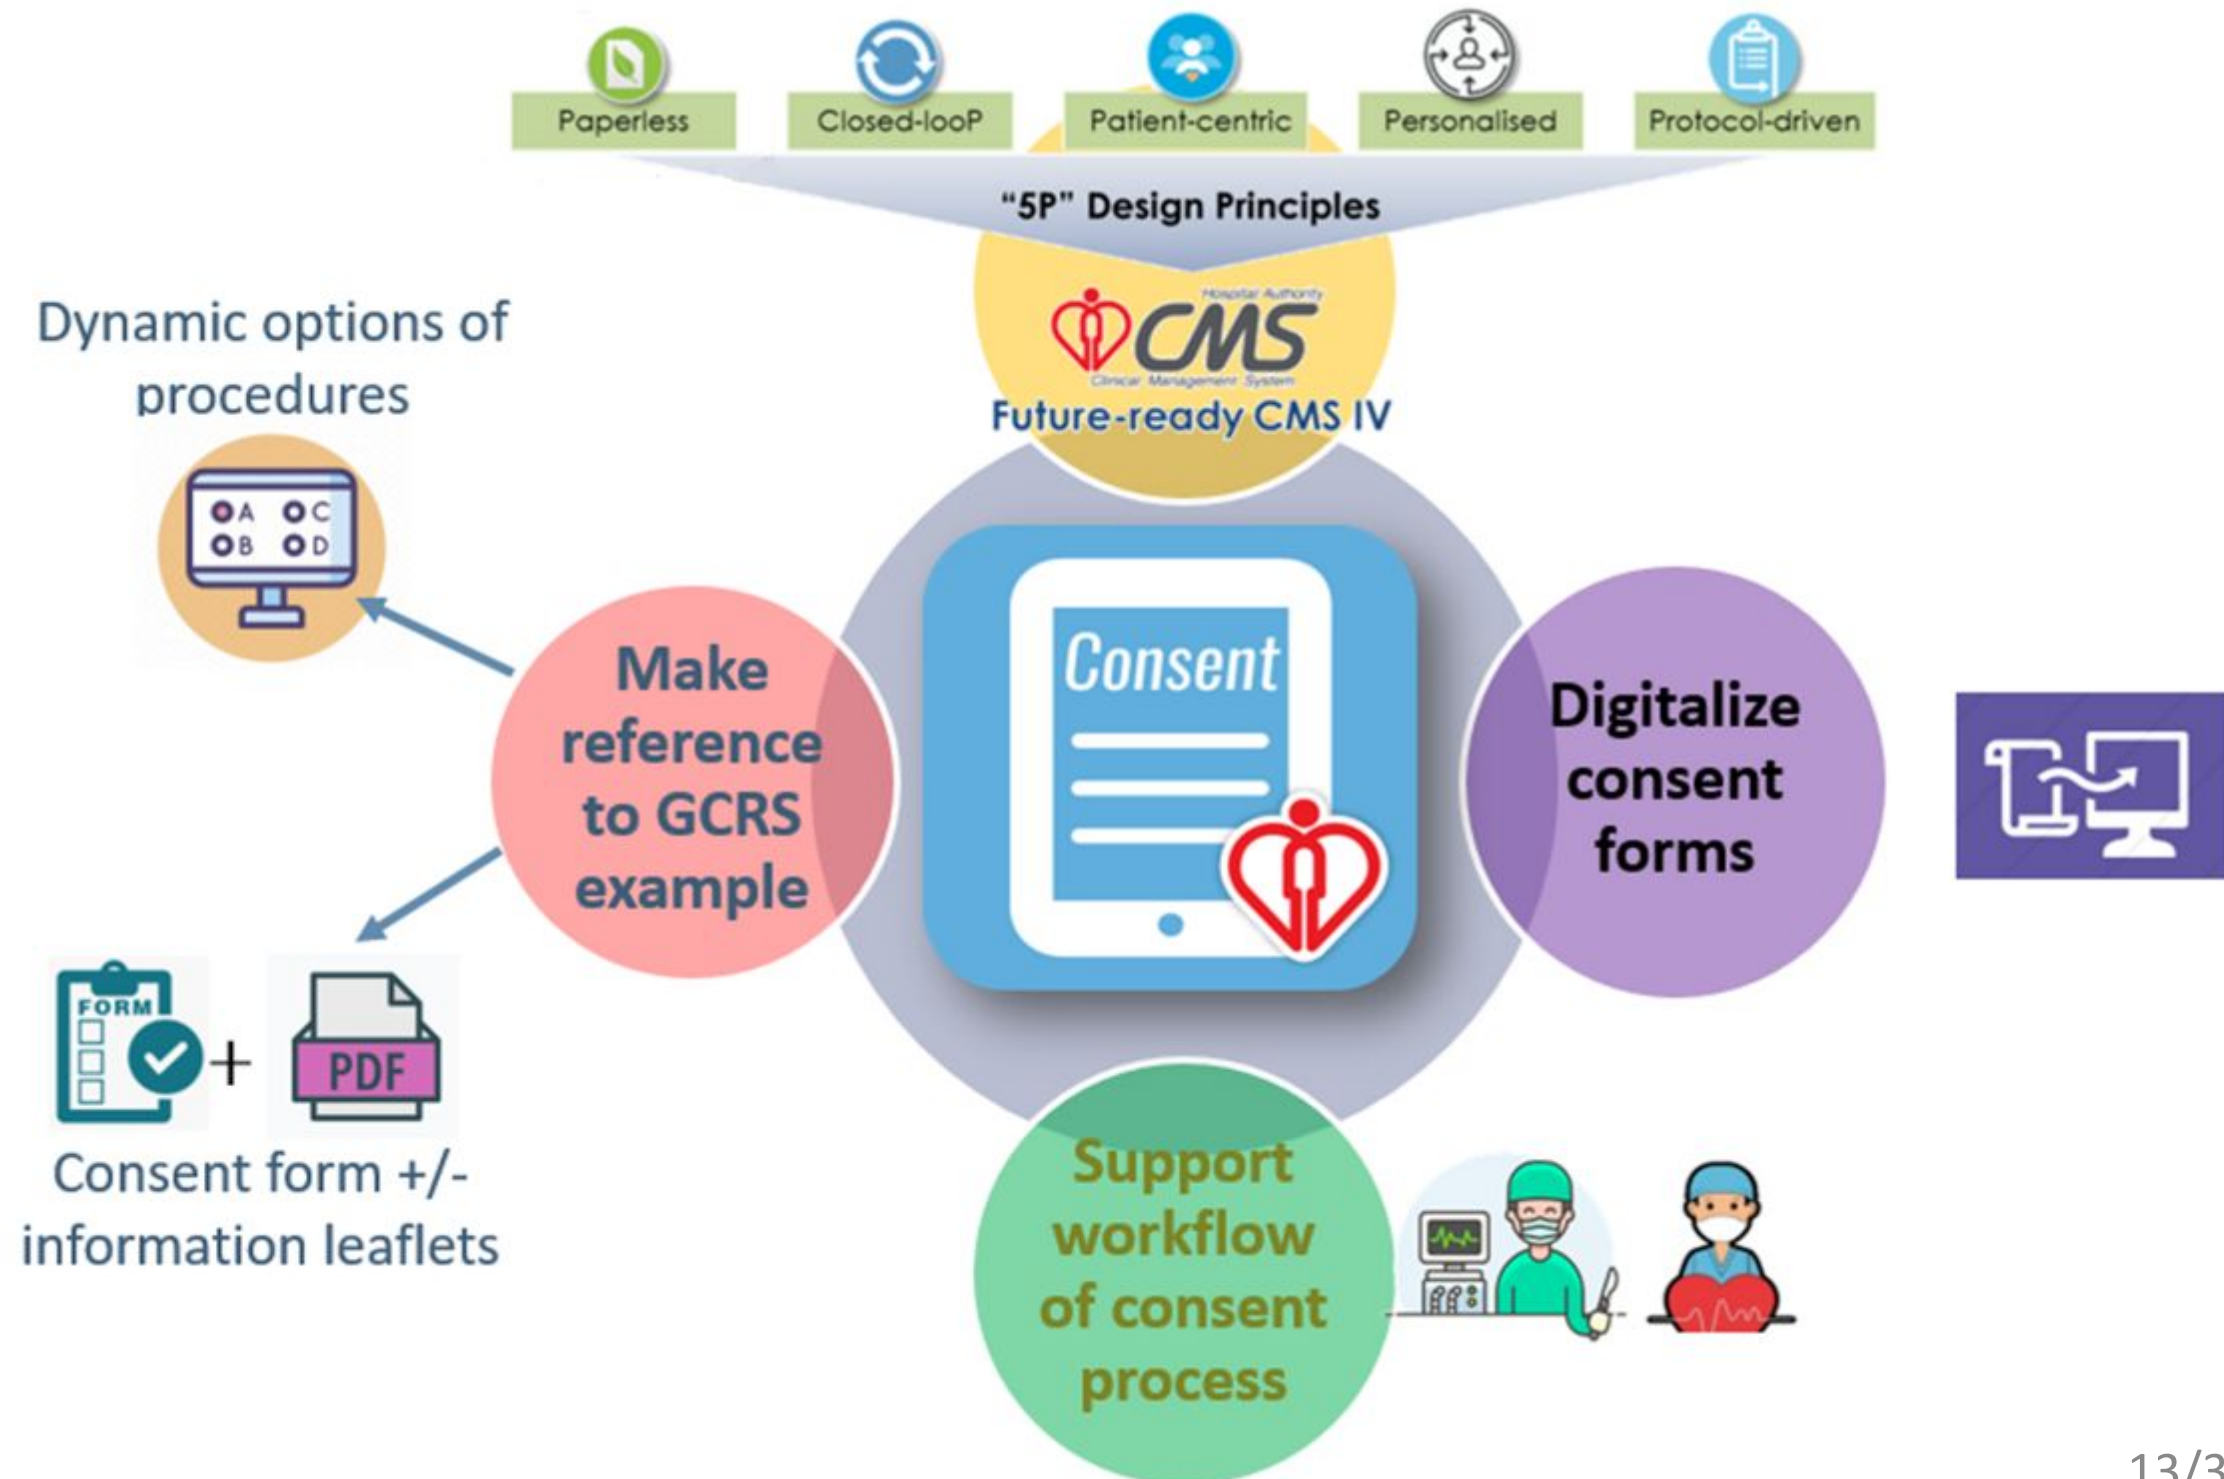 Paperless
Closed-looP
Patient-centric
Personalised
Protocol-driven
“5P” Design Principles
Hospital Authority
CMS
Clinical Management System
Future-ready CMS IV
Dynamic options of
procedures
A
C
B
D
Make
reference
to GCRS
example
Consent
Digitalize
consent
forms
FORM
+
PDF
Consent form +/-
information leaflets
Support
workflow
of consent
process
13/3